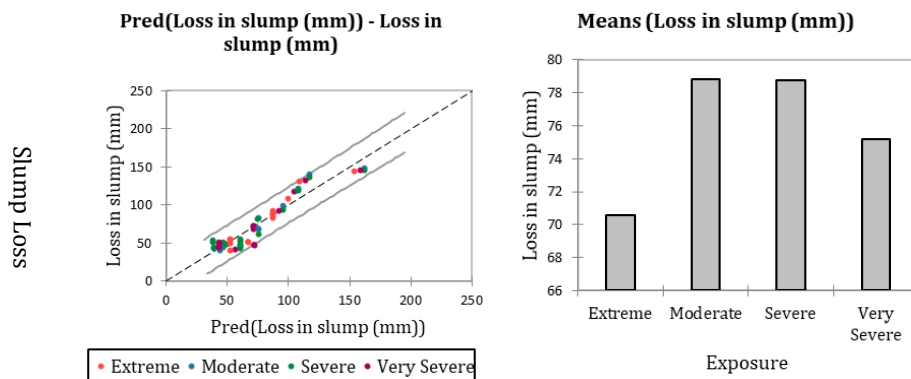 Slump Loss
Pred(Loss in slump (mm)) - Loss in
slump (mm)
Loss in slump (mm)
250
200
150
100
50
0
0 50 100 150 200 250
Pred(Loss in slump (mm))
Extreme Moderate Severe Very Severe
Means (Loss in slump (mm))
Loss in slump (mm)
80
78
76
74
72
70
68
66
Extreme Moderate Severe Very
Severe
Exposure